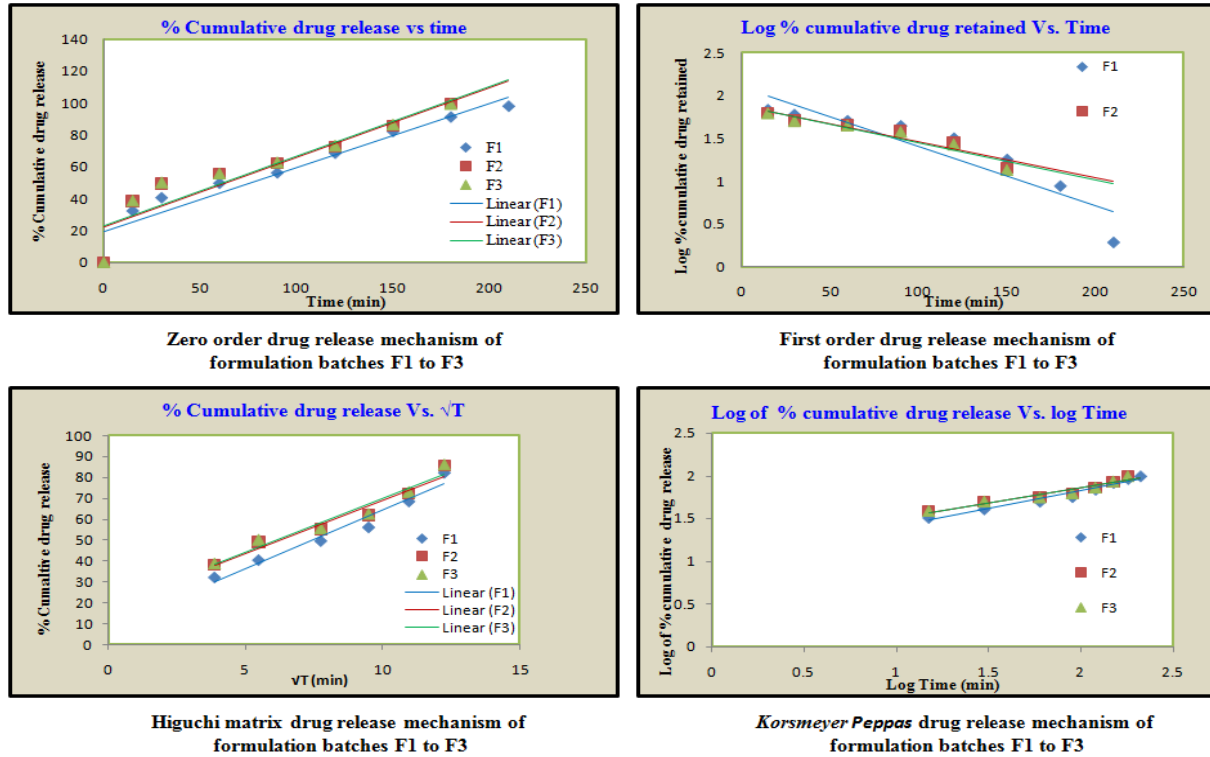 % Cumulative drug release vs time
% Cumulative drug release
140
120
100
80
60
40
20
0
0
50
100
150
200
250
Time (min)
F1
F2
F3
Linear (F1)
Linear (F2)
Linear (F3)
Zero order drug release mechanism of
formulation batches F1 to F3
Log % cumulative drug retained Vs. Time
Log % cumulative drug retained
2.5
2
1.5
1
0.5
0
0
50
100
150
200
250
Time (min)
F1
F2
First order drug release mechanism of
formulation batches F1 to F3
% Cumulative drug release Vs. √T
% Cumaltive drug release
100
90
80
70
60
50
40
30
20
10
0
0
5
10
15
√T (min)
F1
F2
F3
Linear (F1)
Linear (F2)
Linear (F3)
Higuchi matrix drug release mechanism of
formulation batches F1 to F3
Log of % cumulative drug release Vs. log Time
Log of % cumulative drug release
2.5
2
1.5
1
0.5
0
0
0.5
1
1.5
2
2.5
Log Time (min)
F1
F2
F3
Korsmeyer Peppas drug release mechanism of
formulation batches F1 to F3